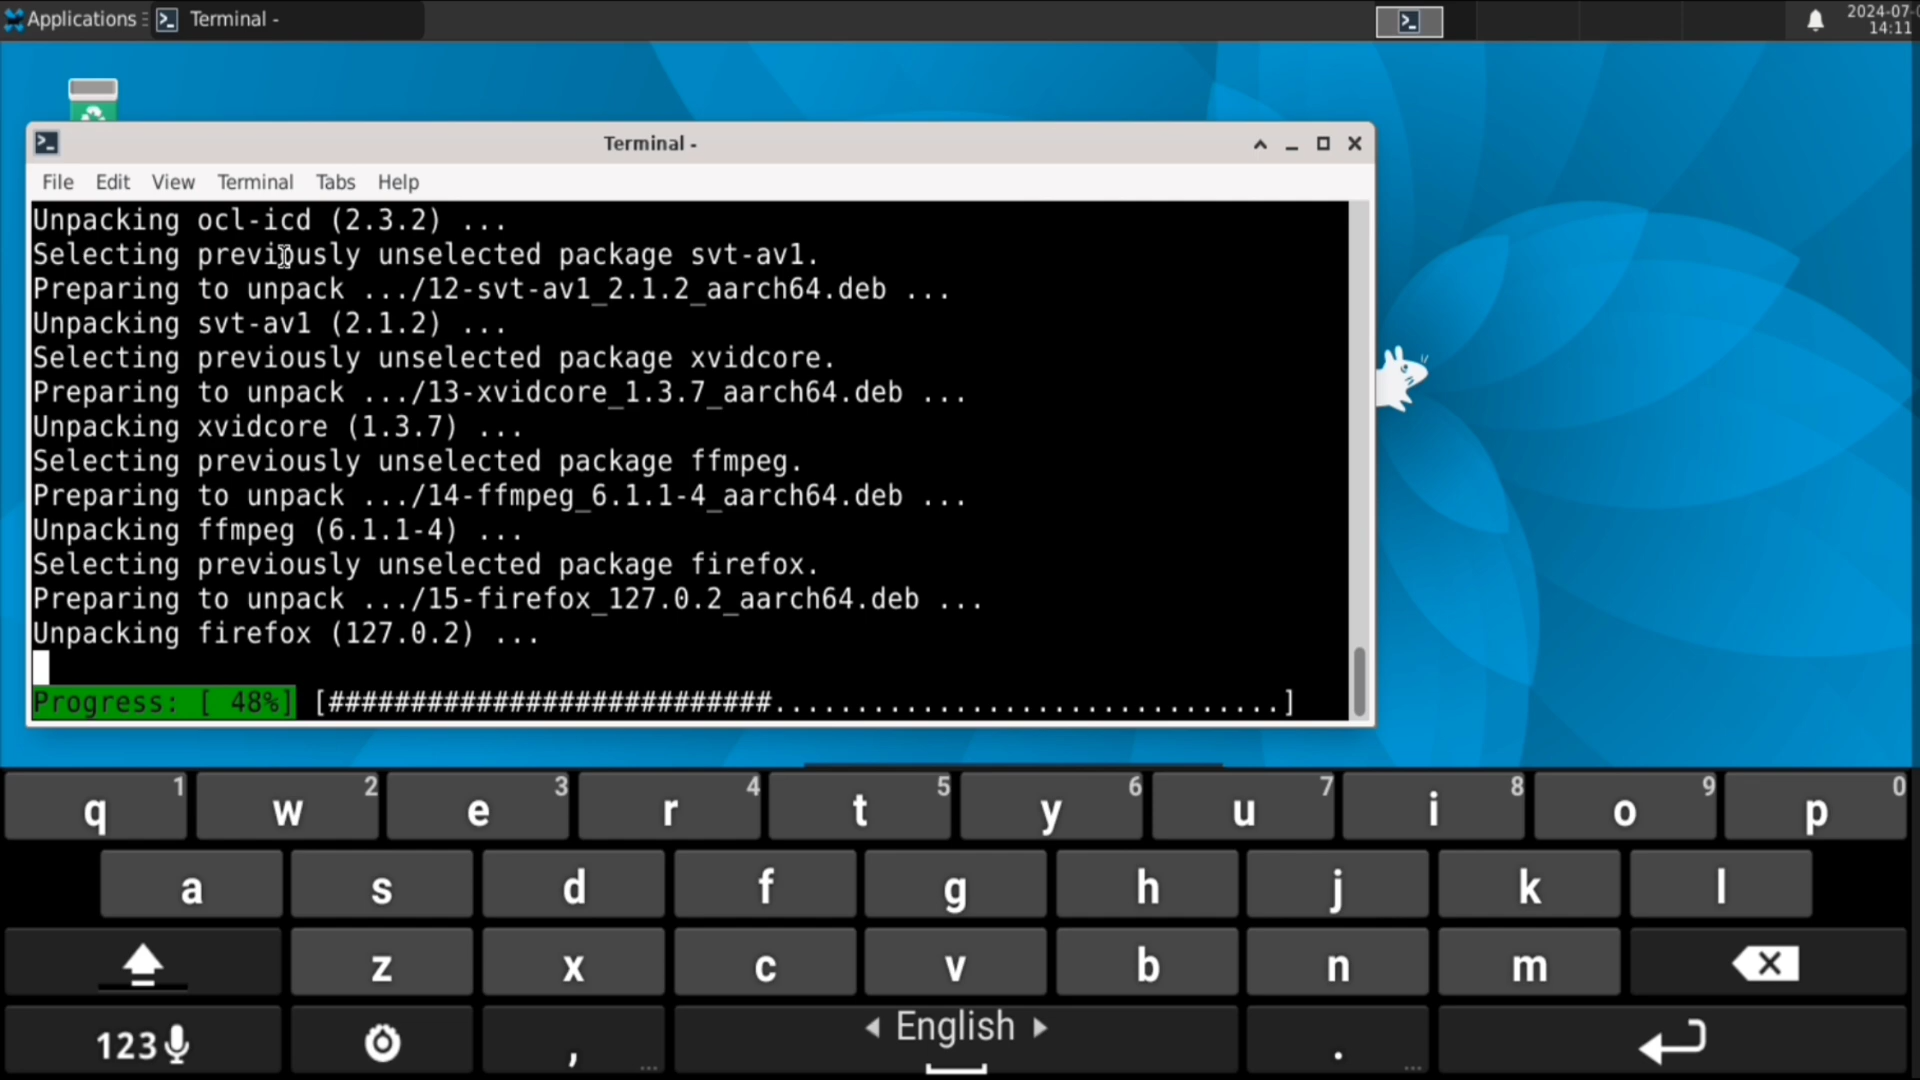 Applications
Terminal -
2024-07-
14:11
Terminal -
File Edit View Terminal Tabs Help
Unpacking ocl-icd (2.3.2) ...
Selecting previously unselected package svt-av1.
Preparing to unpack .../12-svt-av1_2.1.2_aarch64.deb ...
Unpacking svt-av1 (2.1.2) ...
Selecting previously unselected package xvidcore.
Preparing to unpack .../13-xvidcore_1.3.7_aarch64.deb ...
Unpacking xvidcore (1.3.7) ...
Selecting previously unselected package ffmpeg.
Preparing to unpack .../14-ffmpeg_6.1.1-4_aarch64.deb ...
Unpacking ffmpeg (6.1.1-4) ...
Selecting previously unselected package firefox.
Preparing to unpack .../15-firefox_127.0.2_aarch64.deb ...
Unpacking firefox (127.0.2) ...
Progress: [ 48%] [###########################...............................]
1 2 3 4 5 6 7 8 9 0
q w e r t y u i o p
a s d f g h j k l
z x c v b n m
123 , ... English . ...